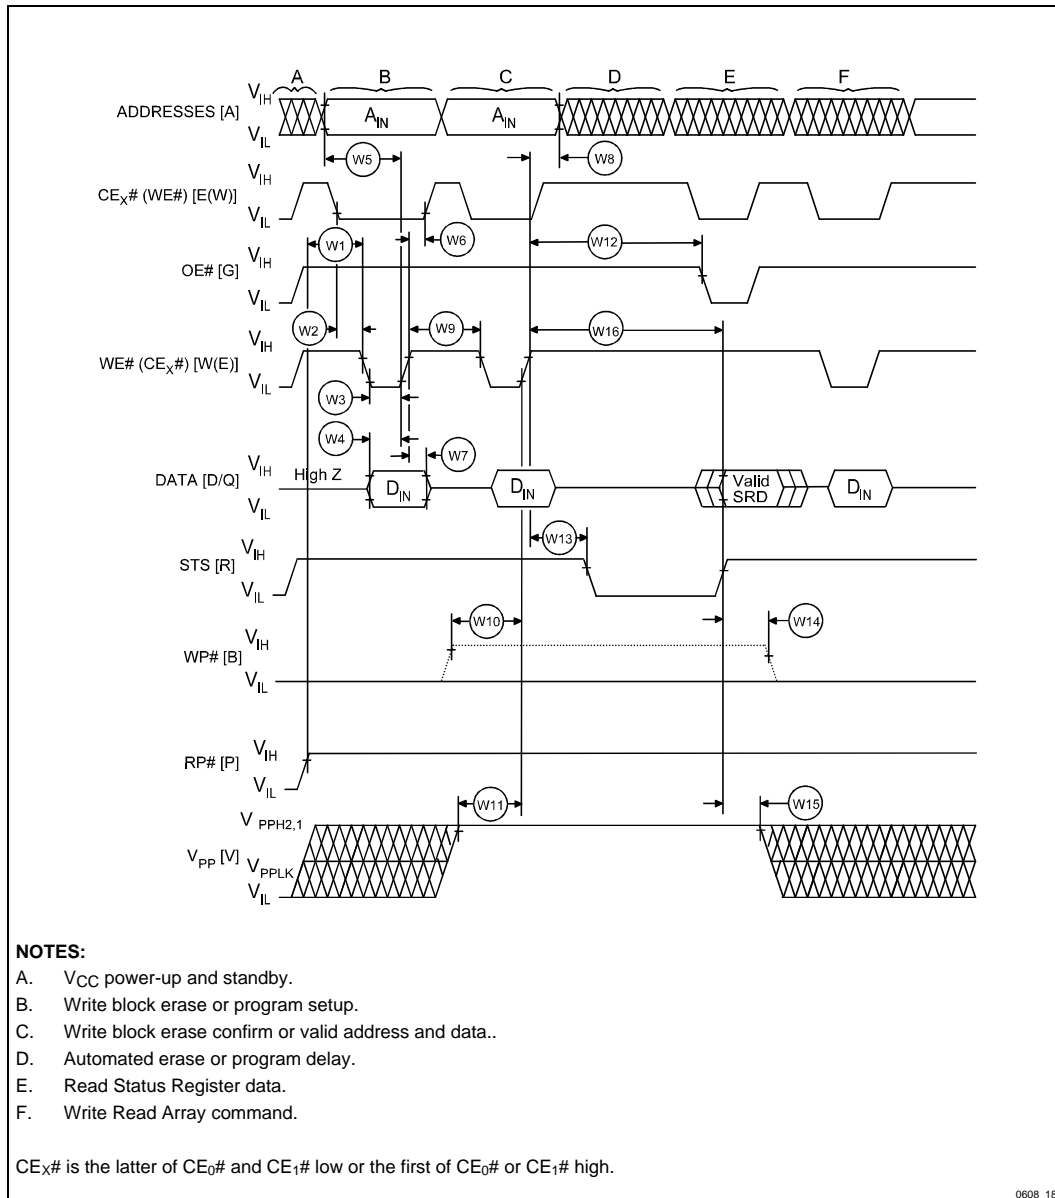 A B C D E F
ADDRESSES [A] V_IH V_IL A_IN A_IN
W5 W8
CE_X# (WE#) [E(W)] V_IH V_IL
W1 W6 W12
OE# [G] V_IH V_IL
W2 W9 W16
WE# (CE_X#) [W(E)] V_IH V_IL
W3
W4 W7
DATA [D/Q] V_IH V_IL High Z D_IN D_IN Valid SRD D_IN
W13
STS [R] V_IH V_IL
W10 W14
WP# [B] V_IH V_IL
RP# [P] V_IH V_IL
W11 W15
V_PP [V] V_PPH2,1 V_PPLK V_IL
NOTES:
A. V_CC power-up and standby.
B. Write block erase or program setup.
C. Write block erase confirm or valid address and data..
D. Automated erase or program delay.
E. Read Status Register data.
F. Write Read Array command.
CE_X# is the latter of CE_0# and CE_1# low or the first of CE_0# or CE_1# high.
0608_18